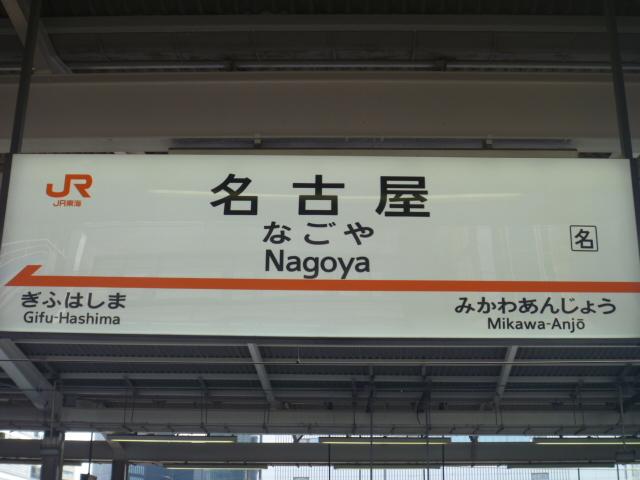 JR
JR東海
名古屋
なごや
Nagoya
名
ぎふはしま
Gifu-Hashima
みかわあんじょう
Mikawa-Anjō